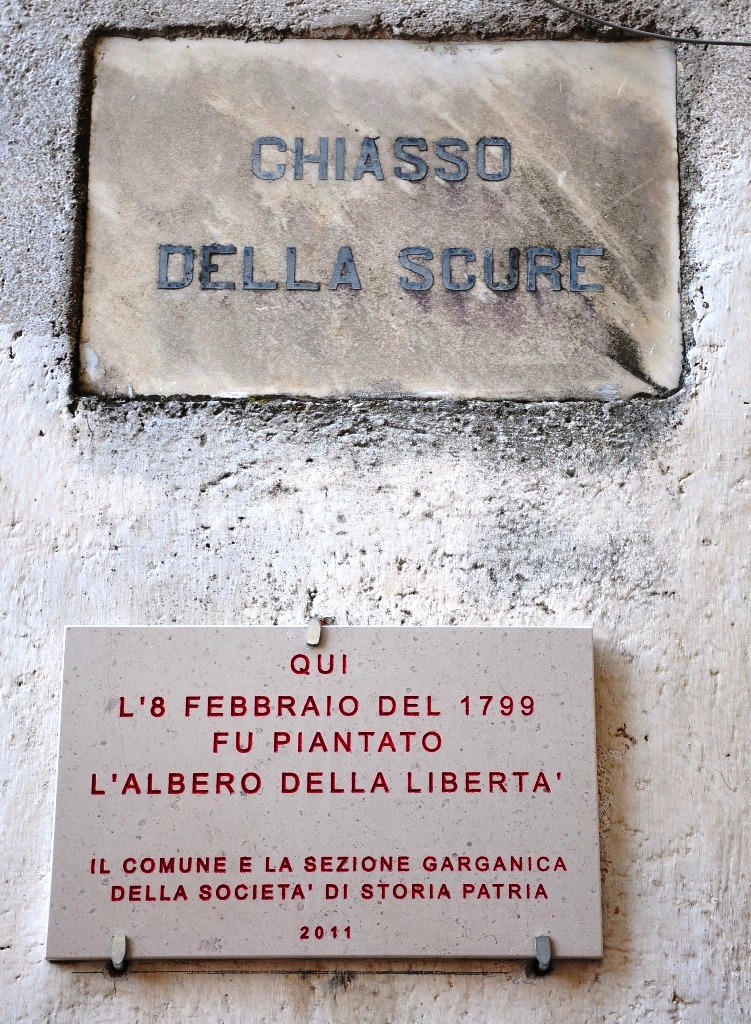 CHIASSO
DELLA SCURE
QUI
L'8 FEBBRAIO DEL 1799
FU PIANTATO
L'ALBERO DELLA LIBERTA'
IL COMUNE E LA SEZIONE GARGANICA
DELLA SOCIETA' DI STORIA PATRIA
2011